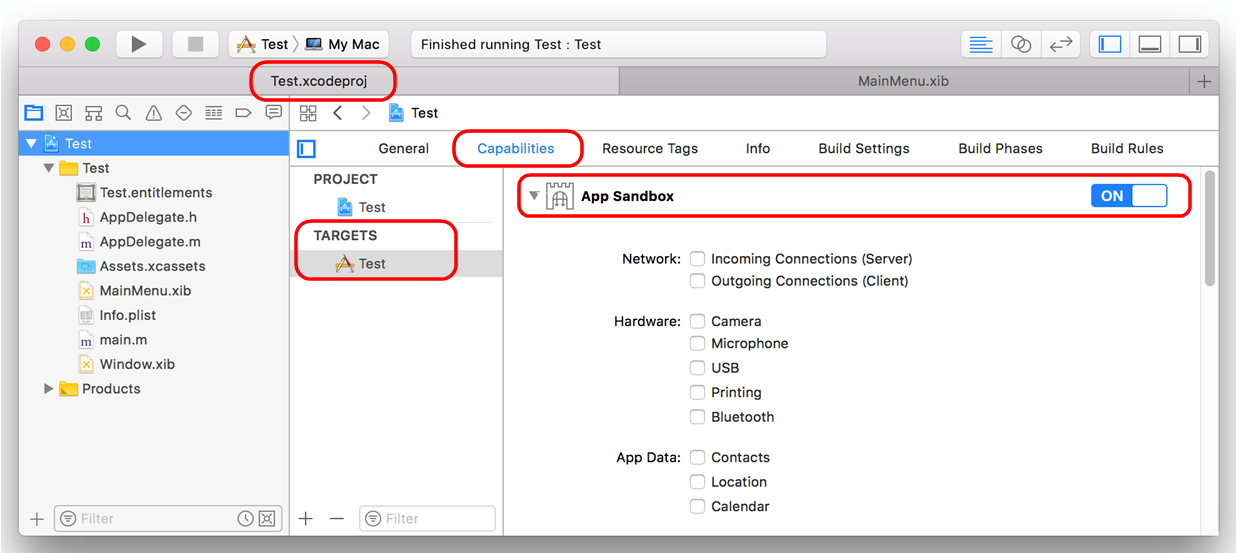 Test 〉 My Mac
Finished running Test : Test
Test.xcodeproj
MainMenu.xib
Test
Test
Test.entitlements
AppDelegate.h
AppDelegate.m
Assets.xcassets
MainMenu.xib
Info.plist
main.m
Window.xib
Products
Filter
Test
General
Capabilities
Resource Tags
Info
Build Settings
Build Phases
Build Rules
PROJECT
Test
TARGETS
Test
Filter
App Sandbox
ON
Network: Incoming Connections (Server)
Outgoing Connections (Client)
Hardware: Camera
Microphone
USB
Printing
Bluetooth
App Data: Contacts
Location
Calendar